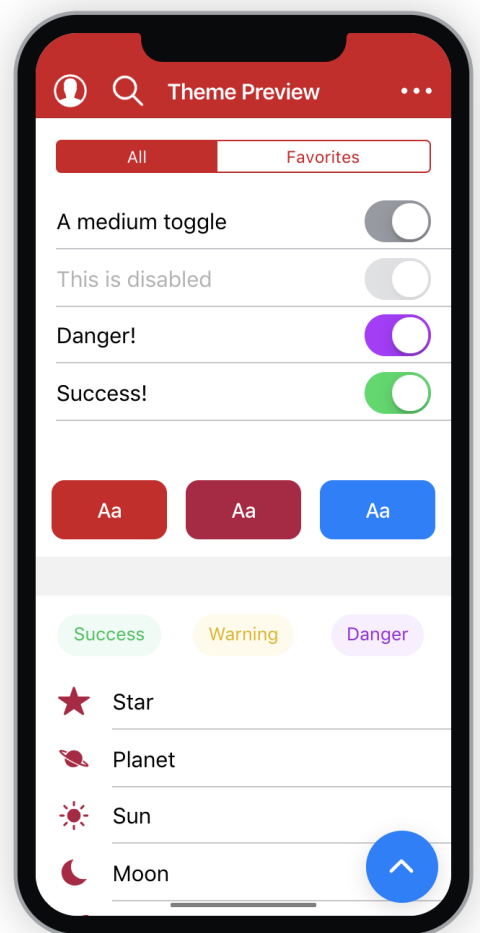 Theme Preview
All
Favorites
A medium toggle
This is disabled
Danger!
Success!
Aa
Aa
Aa
Success
Warning
Danger
Star
Planet
Sun
Moon